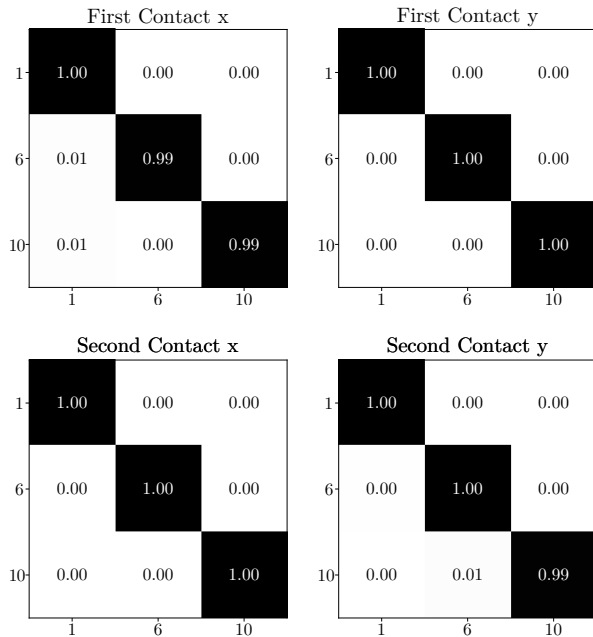 First Contact x First Contact y
1 1.00 0.00 0.00 1 1.00 0.00 0.00
6 0.01 0.99 0.00 6 0.00 1.00 0.00
10 0.01 0.00 0.99 10 0.00 0.00 1.00
1 6 10 1 6 10
Second Contact x Second Contact y
1 1.00 0.00 0.00 1 1.00 0.00 0.00
6 0.00 1.00 0.00 6 0.00 1.00 0.00
10 0.00 0.00 1.00 10 0.00 0.01 0.99
1 6 10 1 6 10